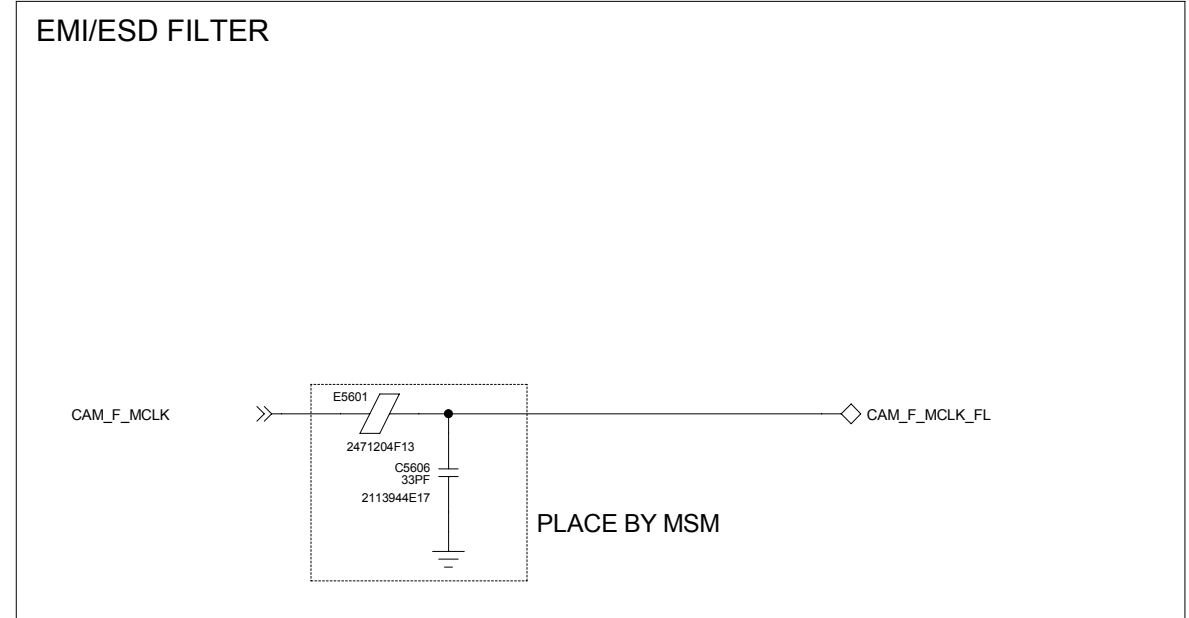 EMI/ESD FILTER
E5601
CAM_F_MCLK
CAM_F_MCLK_FL
2471204F13
C5606
33PF
2113944E17
PLACE BY MSM